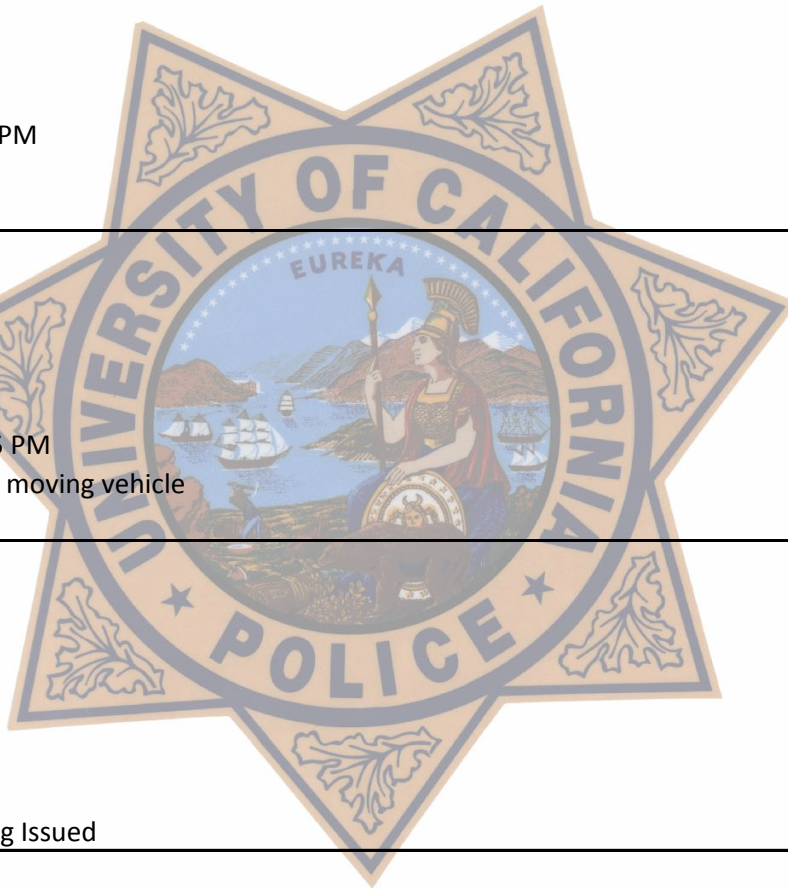 PM
UNIVERSITY OF CALIFORNIA
EUREKA
PM
moving vehicle
POLICE
g Issued